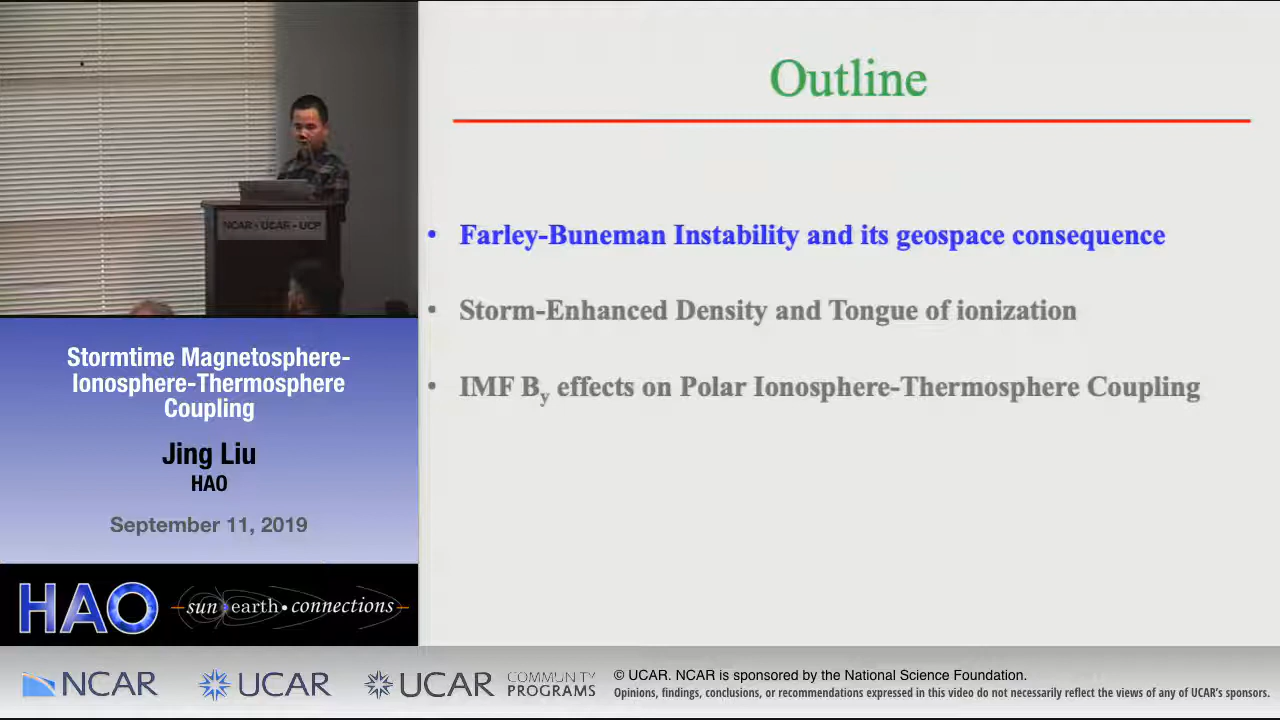 Outline
• Farley-Buneman Instability and its geospace consequence
• Storm-Enhanced Density and Tongue of ionization
• IMF By effects on Polar Ionosphere-Thermosphere Coupling
NCAR • UCAR • UCP
Stormtime Magnetosphere-
Ionosphere-Thermosphere
Coupling
Jing Liu
HAO
September 11, 2019
HAO
sun•earth•connections
NCAR
UCAR
UCAR
COMMUNITY
PROGRAMS
© UCAR. NCAR is sponsored by the National Science Foundation.
Opinions, findings, conclusions, or recommendations expressed in this video do not necessarily reflect the views of any of UCAR's sponsors.